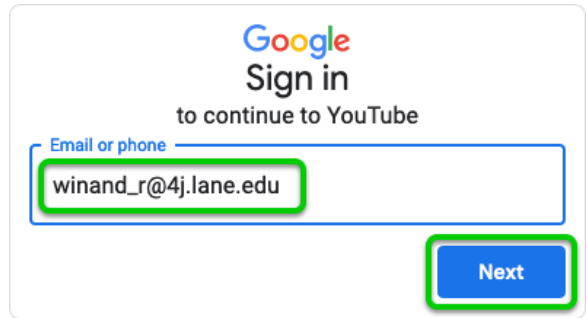 Google
Sign in
to continue to YouTube
Email or phone
winand_r@4j.lane.edu
Next